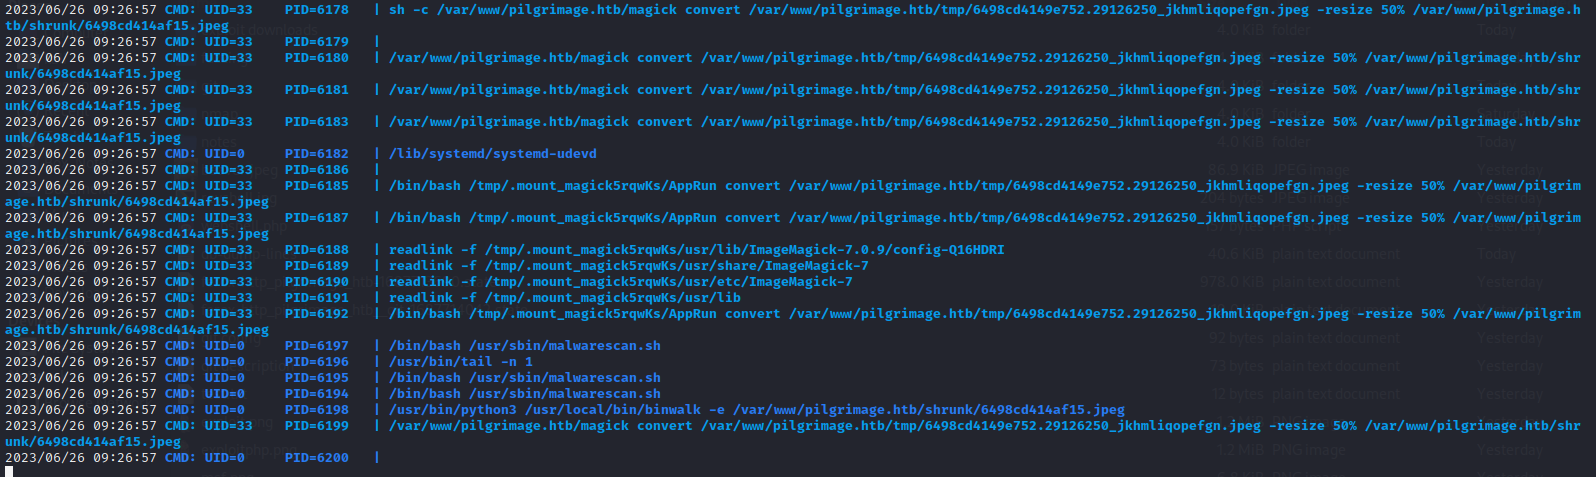 2023/06/26 09:26:57 CMD: UID=33    PID=6178   | sh -c /var/www/pilgrimage.htb/magick convert /var/www/pilgrimage.htb/tmp/6498cd4149e752.29126250_jkhmliqopefgn.jpeg -resize 50% /var/www/pilgrimage.h
tb/shrunk/6498cd414af15.jpeg
2023/06/26 09:26:57 CMD: UID=33    PID=6179   |
2023/06/26 09:26:57 CMD: UID=33    PID=6180   | /var/www/pilgrimage.htb/magick convert /var/www/pilgrimage.htb/tmp/6498cd4149e752.29126250_jkhmliqopefgn.jpeg -resize 50% /var/www/pilgrimage.htb/shr
unk/6498cd414af15.jpeg
2023/06/26 09:26:57 CMD: UID=33    PID=6181   | /var/www/pilgrimage.htb/magick convert /var/www/pilgrimage.htb/tmp/6498cd4149e752.29126250_jkhmliqopefgn.jpeg -resize 50% /var/www/pilgrimage.htb/shr
unk/6498cd414af15.jpeg
2023/06/26 09:26:57 CMD: UID=33    PID=6183   | /var/www/pilgrimage.htb/magick convert /var/www/pilgrimage.htb/tmp/6498cd4149e752.29126250_jkhmliqopefgn.jpeg -resize 50% /var/www/pilgrimage.htb/shr
unk/6498cd414af15.jpeg
2023/06/26 09:26:57 CMD: UID=0     PID=6182   | /lib/systemd/systemd-udevd
2023/06/26 09:26:57 CMD: UID=33    PID=6186   |
2023/06/26 09:26:57 CMD: UID=33    PID=6185   | /bin/bash /tmp/.mount_magick5rqwKs/AppRun convert /var/www/pilgrimage.htb/tmp/6498cd4149e752.29126250_jkhmliqopefgn.jpeg -resize 50% /var/www/pilgrim
age.htb/shrunk/6498cd414af15.jpeg
2023/06/26 09:26:57 CMD: UID=33    PID=6187   | /bin/bash /tmp/.mount_magick5rqwKs/AppRun convert /var/www/pilgrimage.htb/tmp/6498cd4149e752.29126250_jkhmliqopefgn.jpeg -resize 50% /var/www/pilgrim
age.htb/shrunk/6498cd414af15.jpeg
2023/06/26 09:26:57 CMD: UID=33    PID=6188   | readlink -f /tmp/.mount_magick5rqwKs/usr/lib/ImageMagick-7.0.9/config-Q16HDRI
2023/06/26 09:26:57 CMD: UID=33    PID=6189   | readlink -f /tmp/.mount_magick5rqwKs/usr/share/ImageMagick-7
2023/06/26 09:26:57 CMD: UID=33    PID=6190   | readlink -f /tmp/.mount_magick5rqwKs/usr/etc/ImageMagick-7
2023/06/26 09:26:57 CMD: UID=33    PID=6191   | readlink -f /tmp/.mount_magick5rqwKs/usr/lib
2023/06/26 09:26:57 CMD: UID=33    PID=6192   | /bin/bash /tmp/.mount_magick5rqwKs/AppRun convert /var/www/pilgrimage.htb/tmp/6498cd4149e752.29126250_jkhmliqopefgn.jpeg -resize 50% /var/www/pilgrim
age.htb/shrunk/6498cd414af15.jpeg
2023/06/26 09:26:57 CMD: UID=0     PID=6197   | /bin/bash /usr/sbin/malwarescan.sh
2023/06/26 09:26:57 CMD: UID=0     PID=6196   | /usr/bin/tail -n 1
2023/06/26 09:26:57 CMD: UID=0     PID=6195   | /bin/bash /usr/sbin/malwarescan.sh
2023/06/26 09:26:57 CMD: UID=0     PID=6194   | /bin/bash /usr/sbin/malwarescan.sh
2023/06/26 09:26:57 CMD: UID=0     PID=6198   | /usr/bin/python3 /usr/local/bin/binwalk -e /var/www/pilgrimage.htb/shrunk/6498cd414af15.jpeg
2023/06/26 09:26:57 CMD: UID=33    PID=6199   | /var/www/pilgrimage.htb/magick convert /var/www/pilgrimage.htb/tmp/6498cd4149e752.29126250_jkhmliqopefgn.jpeg -resize 50% /var/www/pilgrimage.htb/shr
unk/6498cd414af15.jpeg
2023/06/26 09:26:57 CMD: UID=0     PID=6200   |